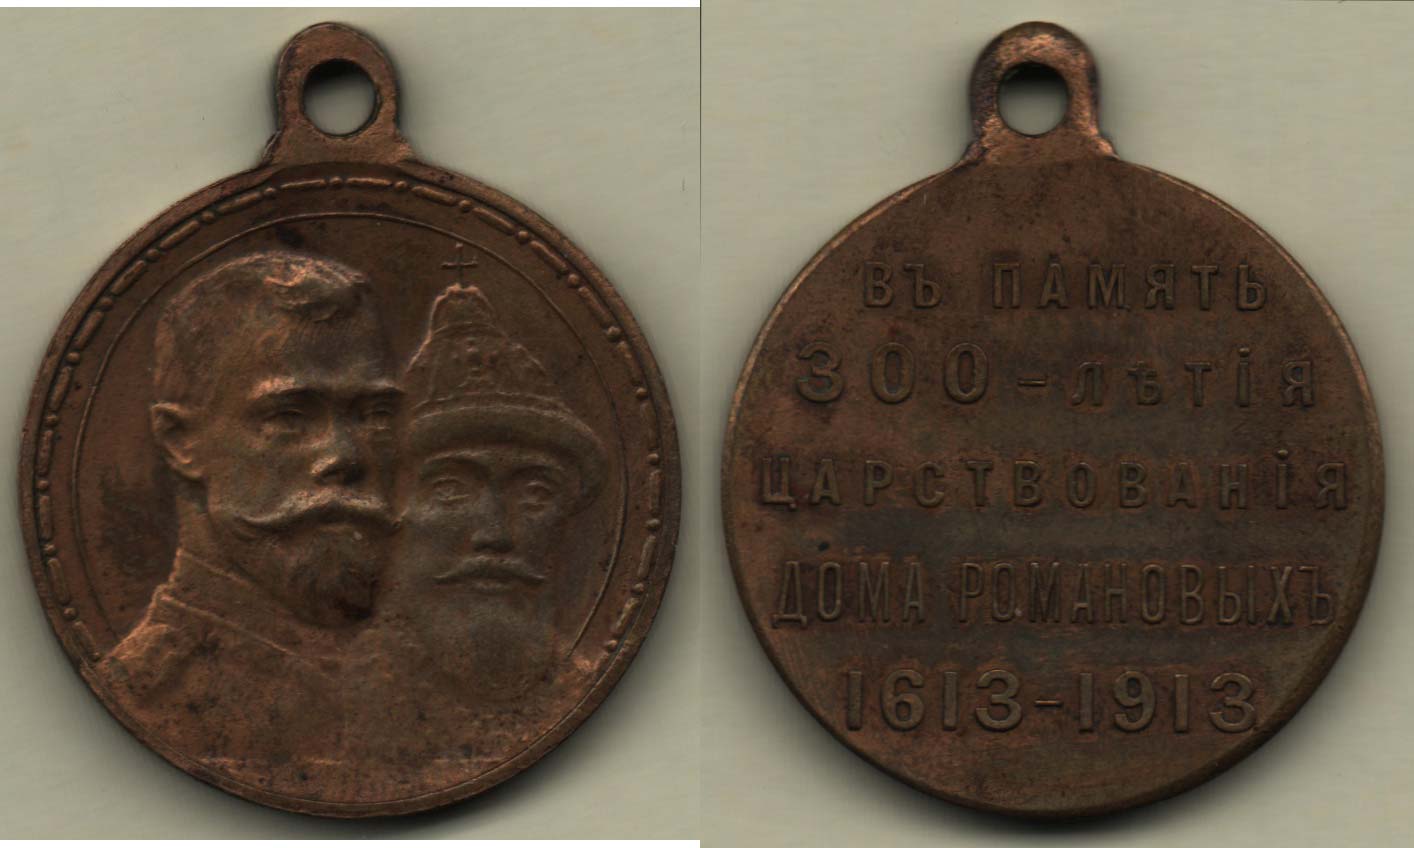 ВЪ ПАМЯТЬ
300-ЛѢТІЯ
ЦАРСТВОВАНІЯ
ДОМА РОМАНОВЫХЪ
1613-1913